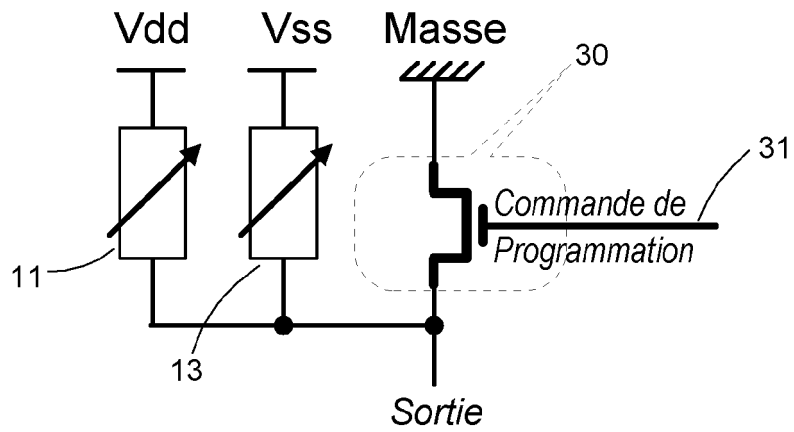 Vdd
Vss
Masse
30
31
Commande de
Programmation
11
13
Sortie